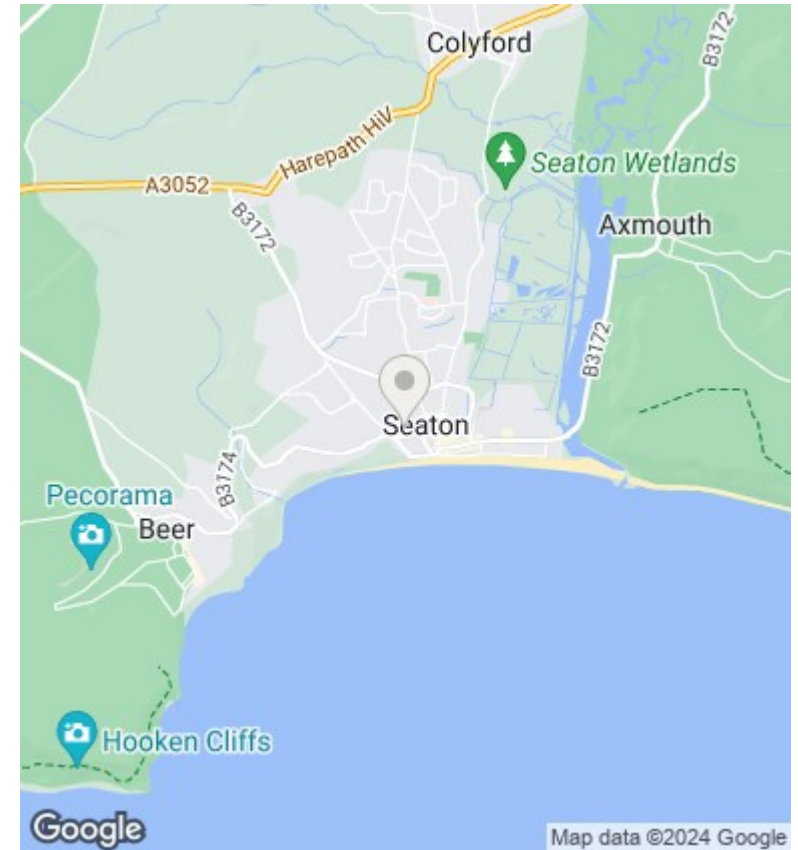 Colyford
B3172
Harepath HilV
Seaton Wetlands
A3052
B3172
Axmouth
B3172
Seaton
B3174
Pecorama
Beer
Hooken Cliffs
Google
Map data ©2024 Google